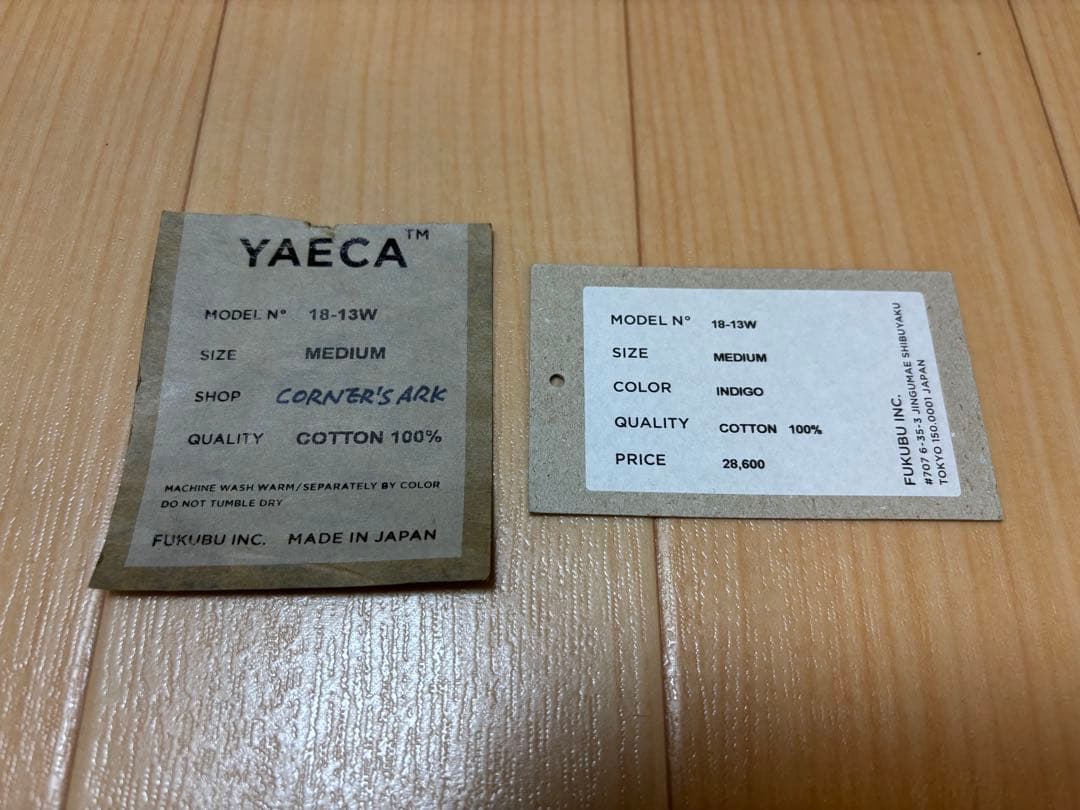 YAECA™
MODEL N° 18-13W
SIZE MEDIUM
SHOP CORNER'S ARK
QUALITY COTTON 100%
MACHINE WASH WARM/SEPARATELY BY COLOR
DO NOT TUMBLE DRY
FUKUBU INC. MADE IN JAPAN
MODEL N° 18-13W
SIZE MEDIUM
COLOR INDIGO
QUALITY COTTON 100%
PRICE 28,600
FUKUBU INC.
#707 6-35-3 JINGUMAE SHIBUYAKU
TOKYO 150.0001 JAPAN